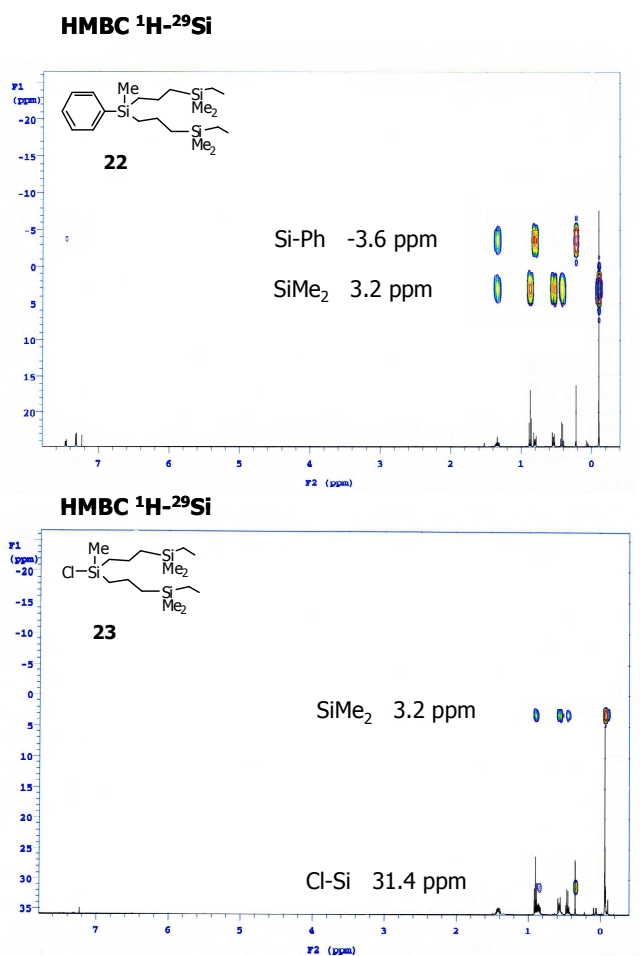 HMBC ¹H-²⁹Si
F1
(ppm)
-20
-15
-10
-5
0
5
10
15
20
Me
Si
Me₂
Si
Si
Me₂
22
Si-Ph -3.6 ppm
SiMe₂ 3.2 ppm
7 6 5 4 3 2 1 0
F2 (ppm)
HMBC ¹H-²⁹Si
F1
(ppm)
-20
-15
-10
-5
0
5
10
15
20
25
30
35
Me
Si
Me₂
Cl Si
Si
Me₂
23
SiMe₂ 3.2 ppm
Cl-Si 31.4 ppm
7 6 5 4 3 2 1 0
F2 (ppm)